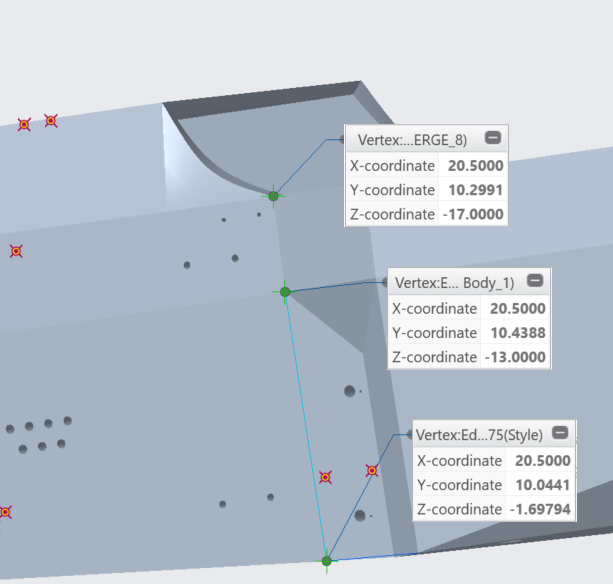 Vertex:...ERGE_8)
X-coordinate 20.5000
Y-coordinate 10.2991
Z-coordinate -17.0000
Vertex:E... Body_1)
X-coordinate 20.5000
Y-coordinate 10.4388
Z-coordinate -13.0000
Vertex:Ed...75(Style)
X-coordinate 20.5000
Y-coordinate 10.0441
Z-coordinate -1.69794